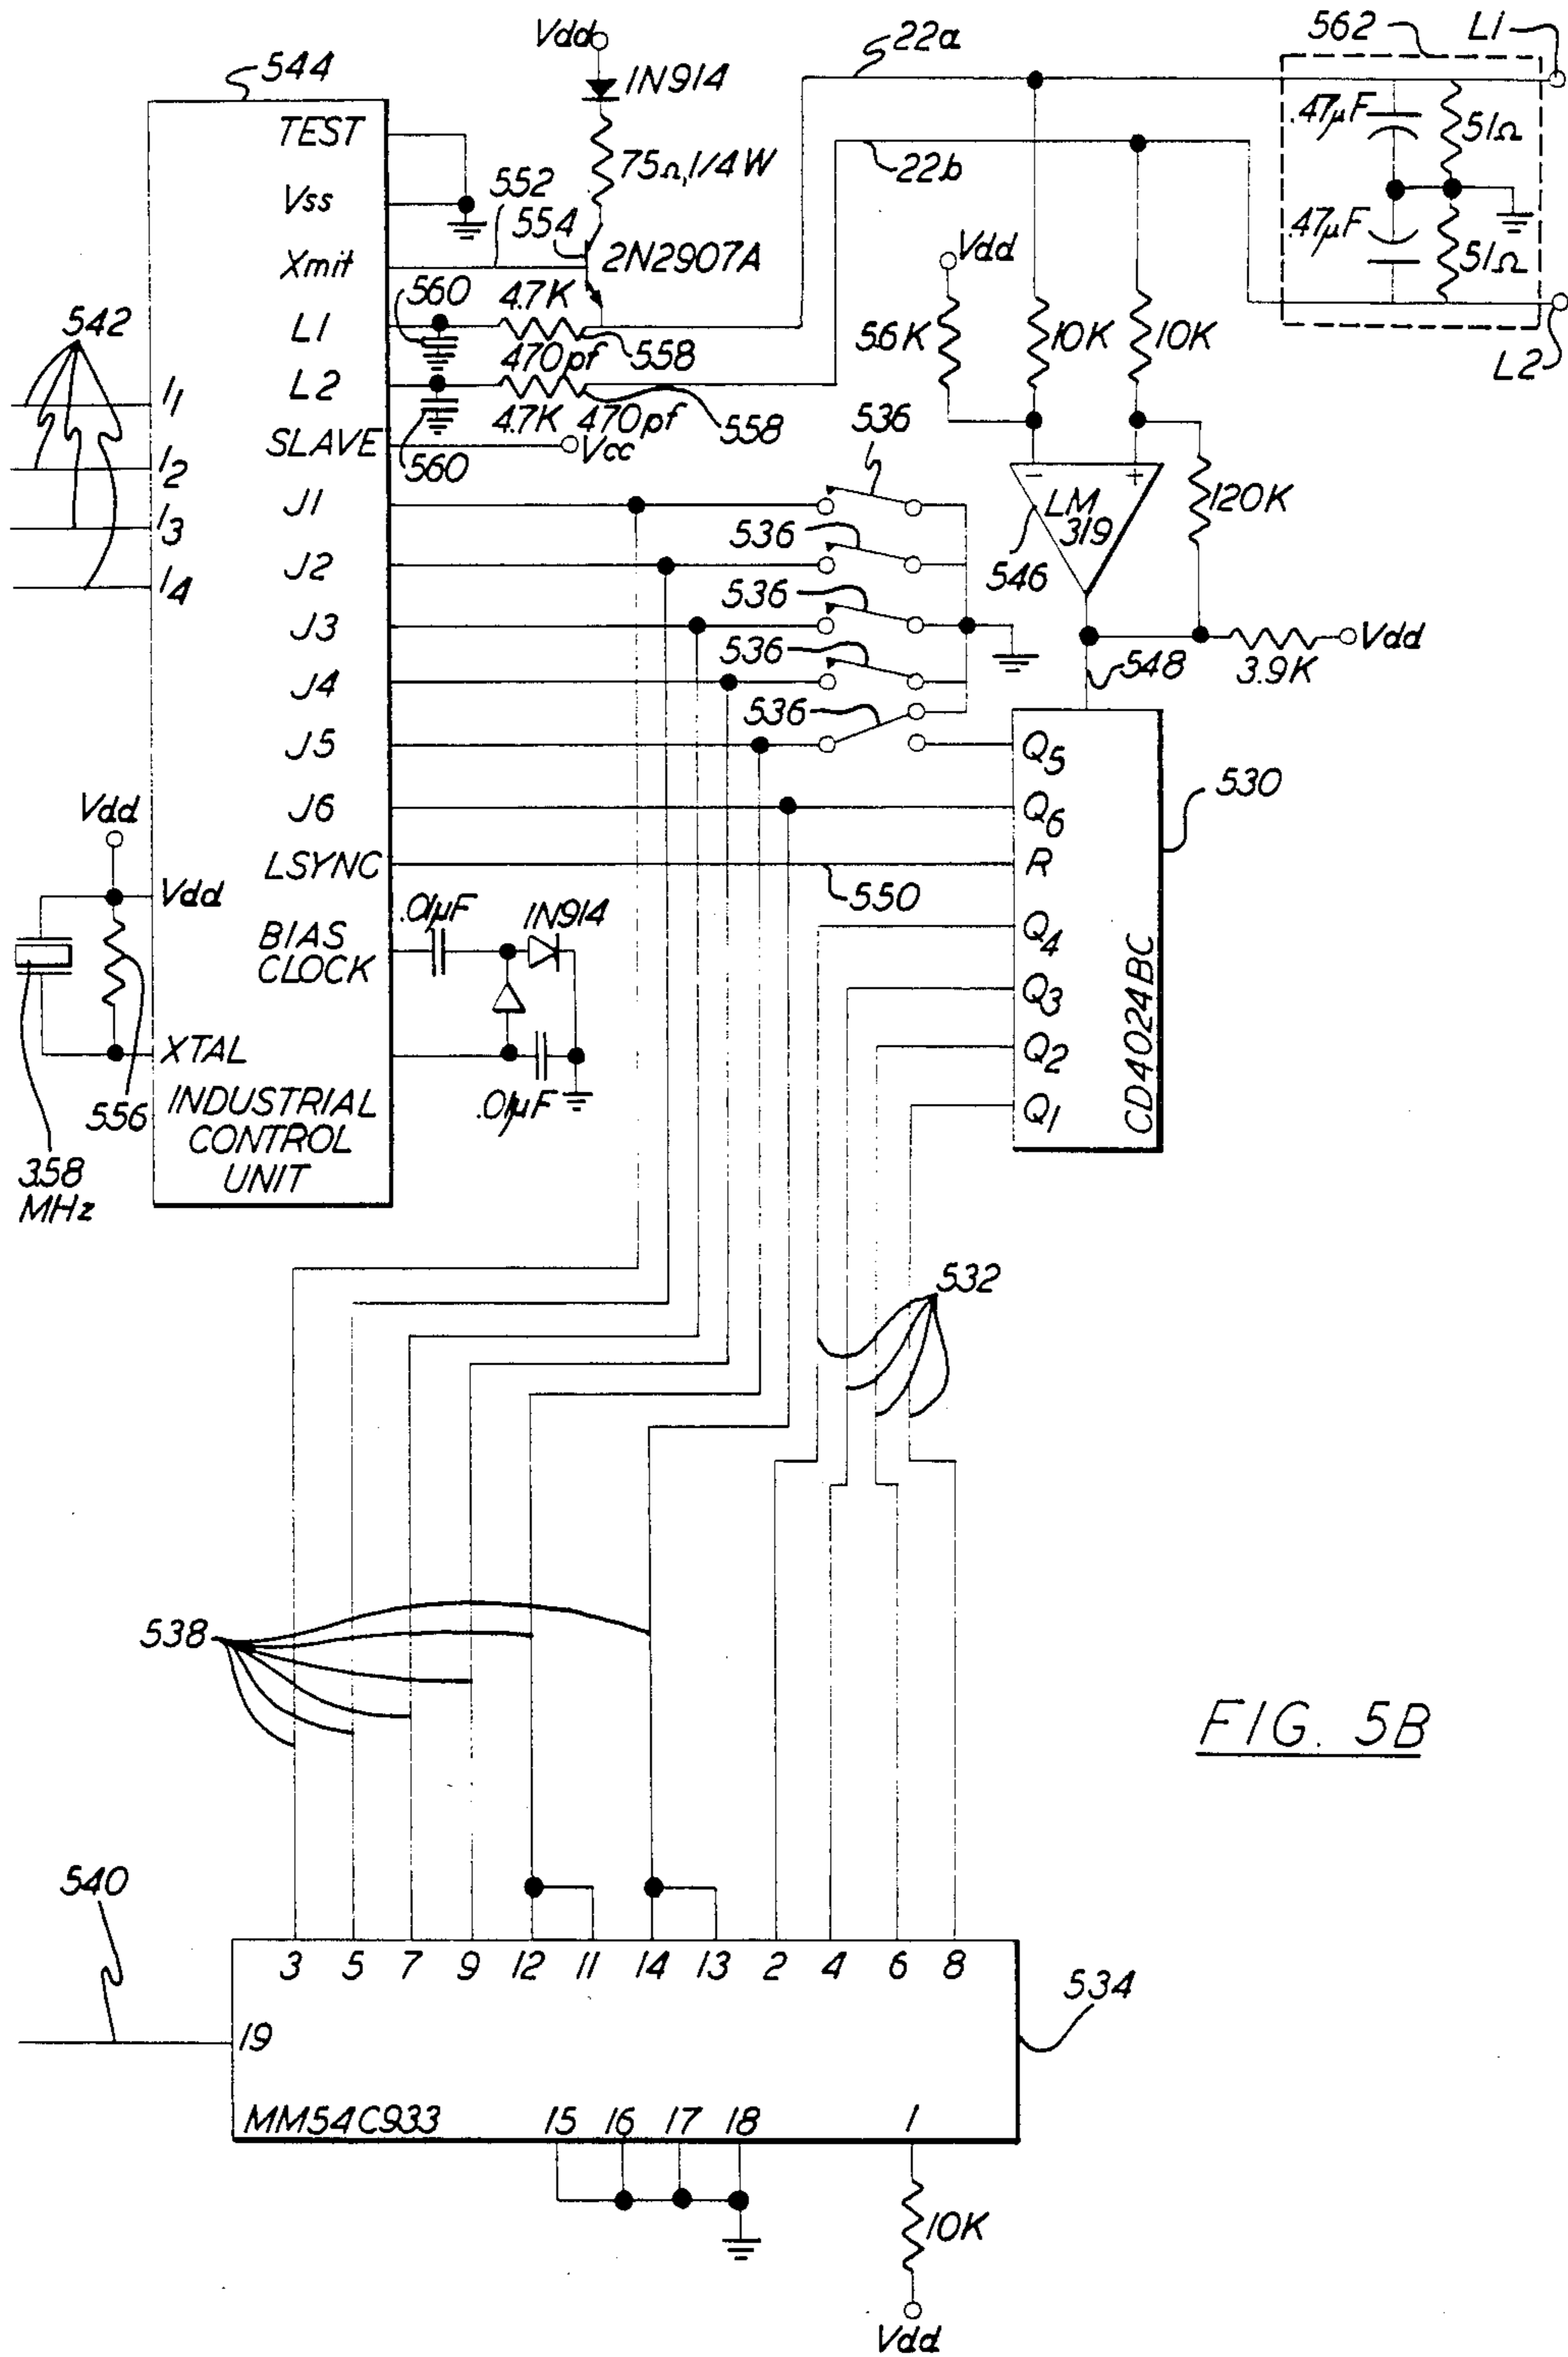 562
L1
22a
Vdd
544
1N914
TEST
.47µF
51Ω
75Ω, 1/4 W
22b
552
Vss
554
.47µF
51Ω
Xmit
2N2907A
Vdd
560
4.7K
542
L1
56K
10K
10K
470pf
558
L2
L2
I1
4.7K
470pf
558
536
SLAVE
560
Vcc
I2
- +
LM
319
120K
J1
I3
536
J2
546
I4
536
J3
536
Vdd
J4
548
3.9K
536
J5
Q5
530
Vdd
J6
Q6
LSYNC
R
Vdd
.01µF
1N914
550
BIAS
CLOCK
Q4
Q3
CD4024BC
XTAL
Q2
.01µF
Q1
556
INDUSTRIAL
CONTROL
UNIT
358
MHz
532
538
FIG. 5B
540
3 5 7 9 12 11 14 13 2 4 6 8
534
19
MM54C933
15 16 17 18 1
10K
Vdd